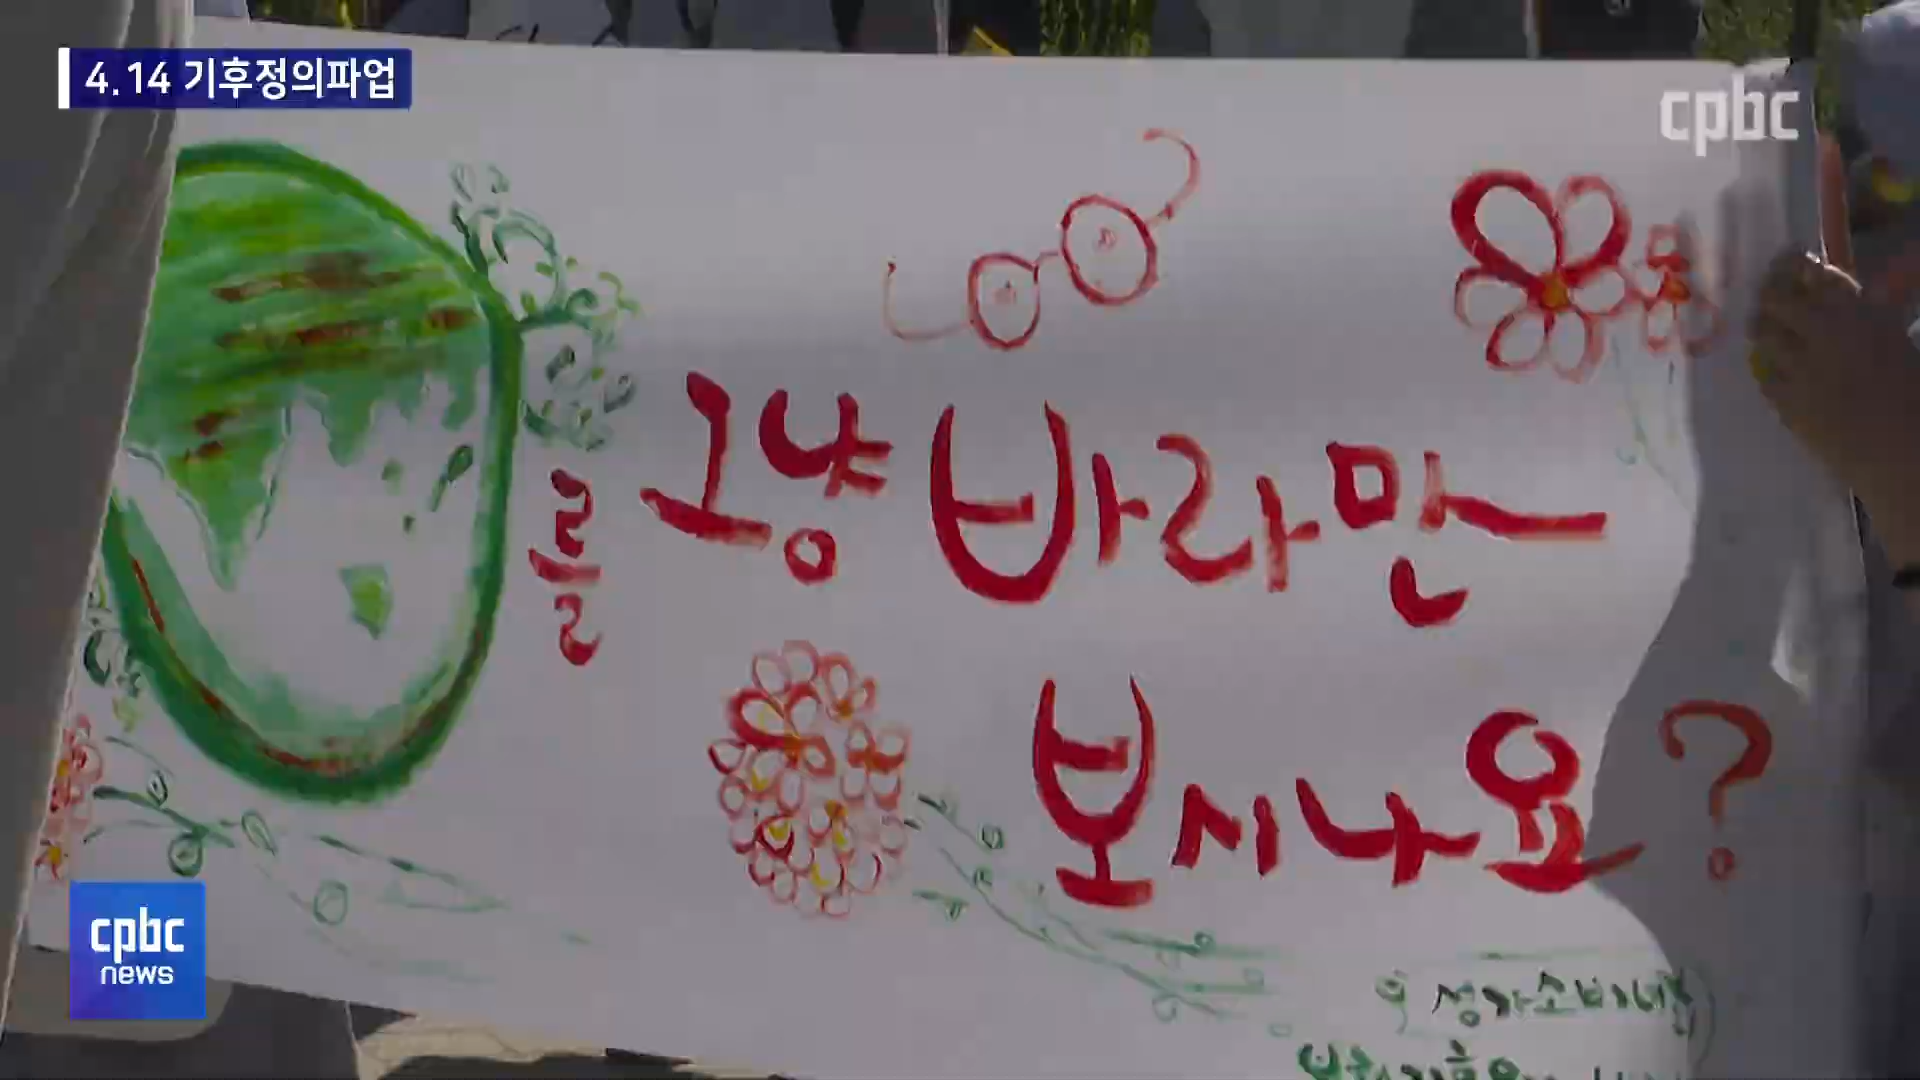 4.14 기후정의파업
cpbc
를 그냥 바라만
보시나요?
cpbc
news